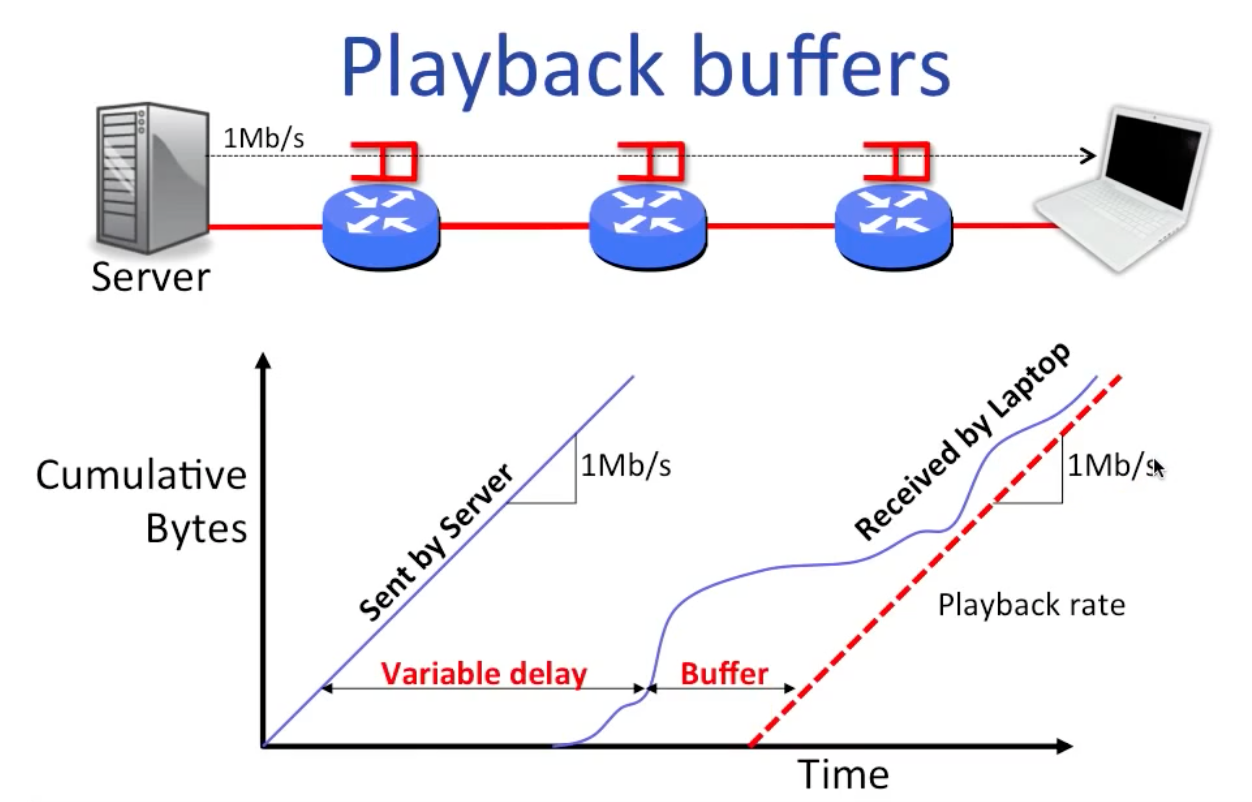 Playback buffers
1Mb/s
Server
Cumulative
Bytes
Sent by Server
1Mb/s
Received by Laptop
1Mb/s
Playback rate
Variable delay
Buffer
Time